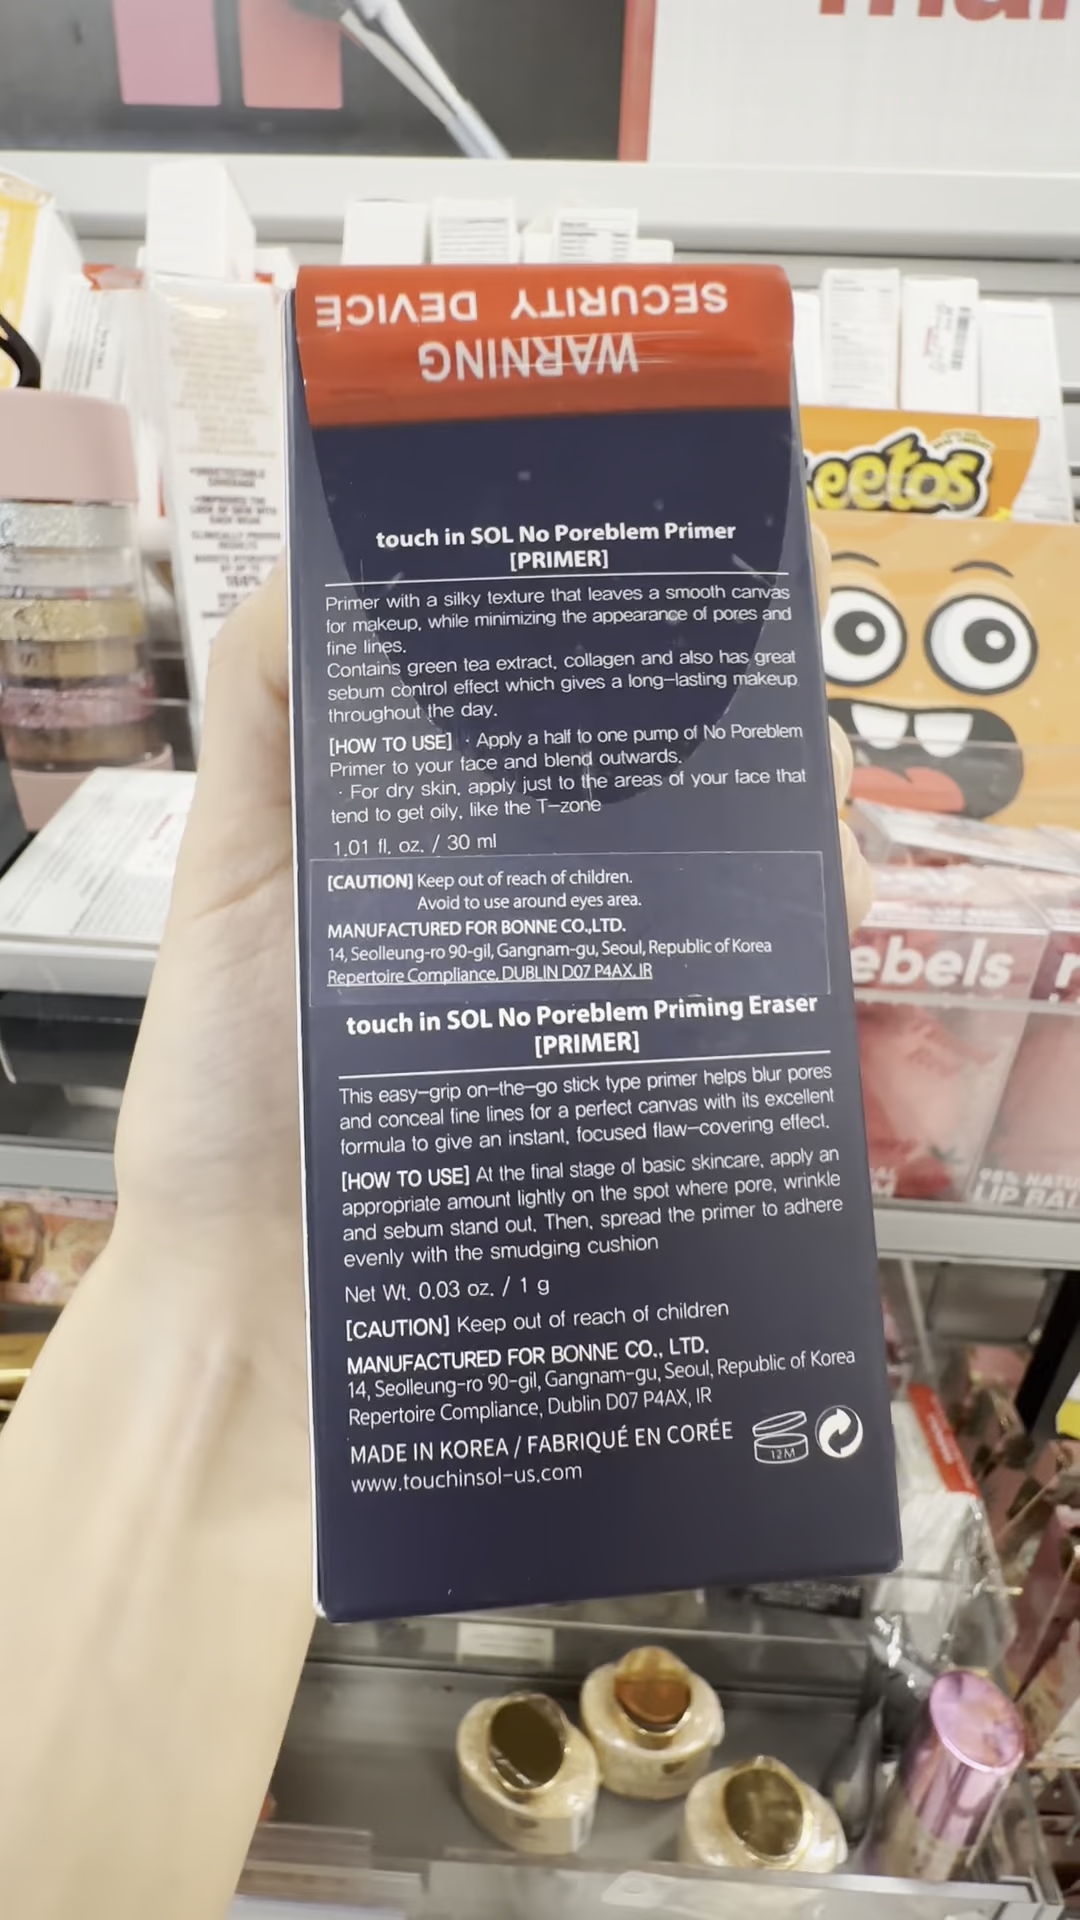 WARNING
SECURITY DEVICE
touch in SOL No Poreblem Primer
[PRIMER]
Primer with a silky texture that leaves a smooth canvas
for makeup, while minimizing the appearance of pores and
fine lines.
Contains green tea extract, collagen and also has great
sebum control effect which gives a long-lasting makeup
throughout the day.
[HOW TO USE] · Apply a half to one pump of No Poreblem
Primer to your face and blend outwards.
· For dry skin, apply just to the areas of your face that
tend to get oily, like the T-zone
1.01 fl. oz. / 30 ml
[CAUTION] Keep out of reach of children.
Avoid to use around eyes area.
MANUFACTURED FOR BONNE CO.,LTD.
14, Seolleung-ro 90-gil, Gangnam-gu, Seoul, Republic of Korea
Repertoire Compliance, DUBLIN D07 P4AX, IR
touch in SOL No Poreblem Priming Eraser
[PRIMER]
This easy-grip on-the-go stick type primer helps blur pores
and conceal fine lines for a perfect canvas with its excellent
formula to give an instant, focused flaw-covering effect.
[HOW TO USE] At the final stage of basic skincare, apply an
appropriate amount lightly on the spot where pore, wrinkle
and sebum stand out. Then, spread the primer to adhere
evenly with the smudging cushion
Net Wt. 0.03 oz. / 1 g
[CAUTION] Keep out of reach of children
MANUFACTURED FOR BONNE CO., LTD.
14, Seolleung-ro 90-gil, Gangnam-gu, Seoul, Republic of Korea
Repertoire Compliance, Dublin D07 P4AX, IR
MADE IN KOREA / FABRIQUÉ EN CORÉE
12M
www.touchinsol-us.com
eetos
ebels
LIP BAL